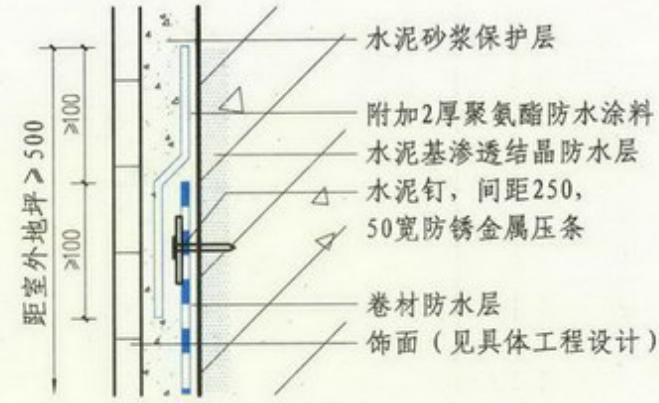 水泥砂浆保护层
附加2厚聚氨酯防水涂料
水泥基渗透结晶防水层
水泥钉，间距250，
50宽防锈金属压条
卷材防水层
饰面（见具体工程设计）
距室外地坪≥500
≥100
≥100